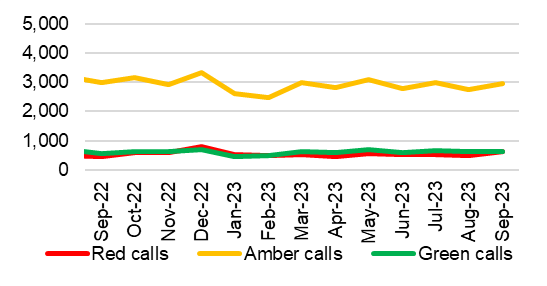 5,000
4,000
3,000
2,000
1,000
0
Sep-22
Oct-22
Nov-22
Dec-22
Jan-23
Feb-23
Mar-23
Apr-23
May-23
Jun-23
Jul-23
Aug-23
Sep-23
Red calls
Amber calls
Green calls